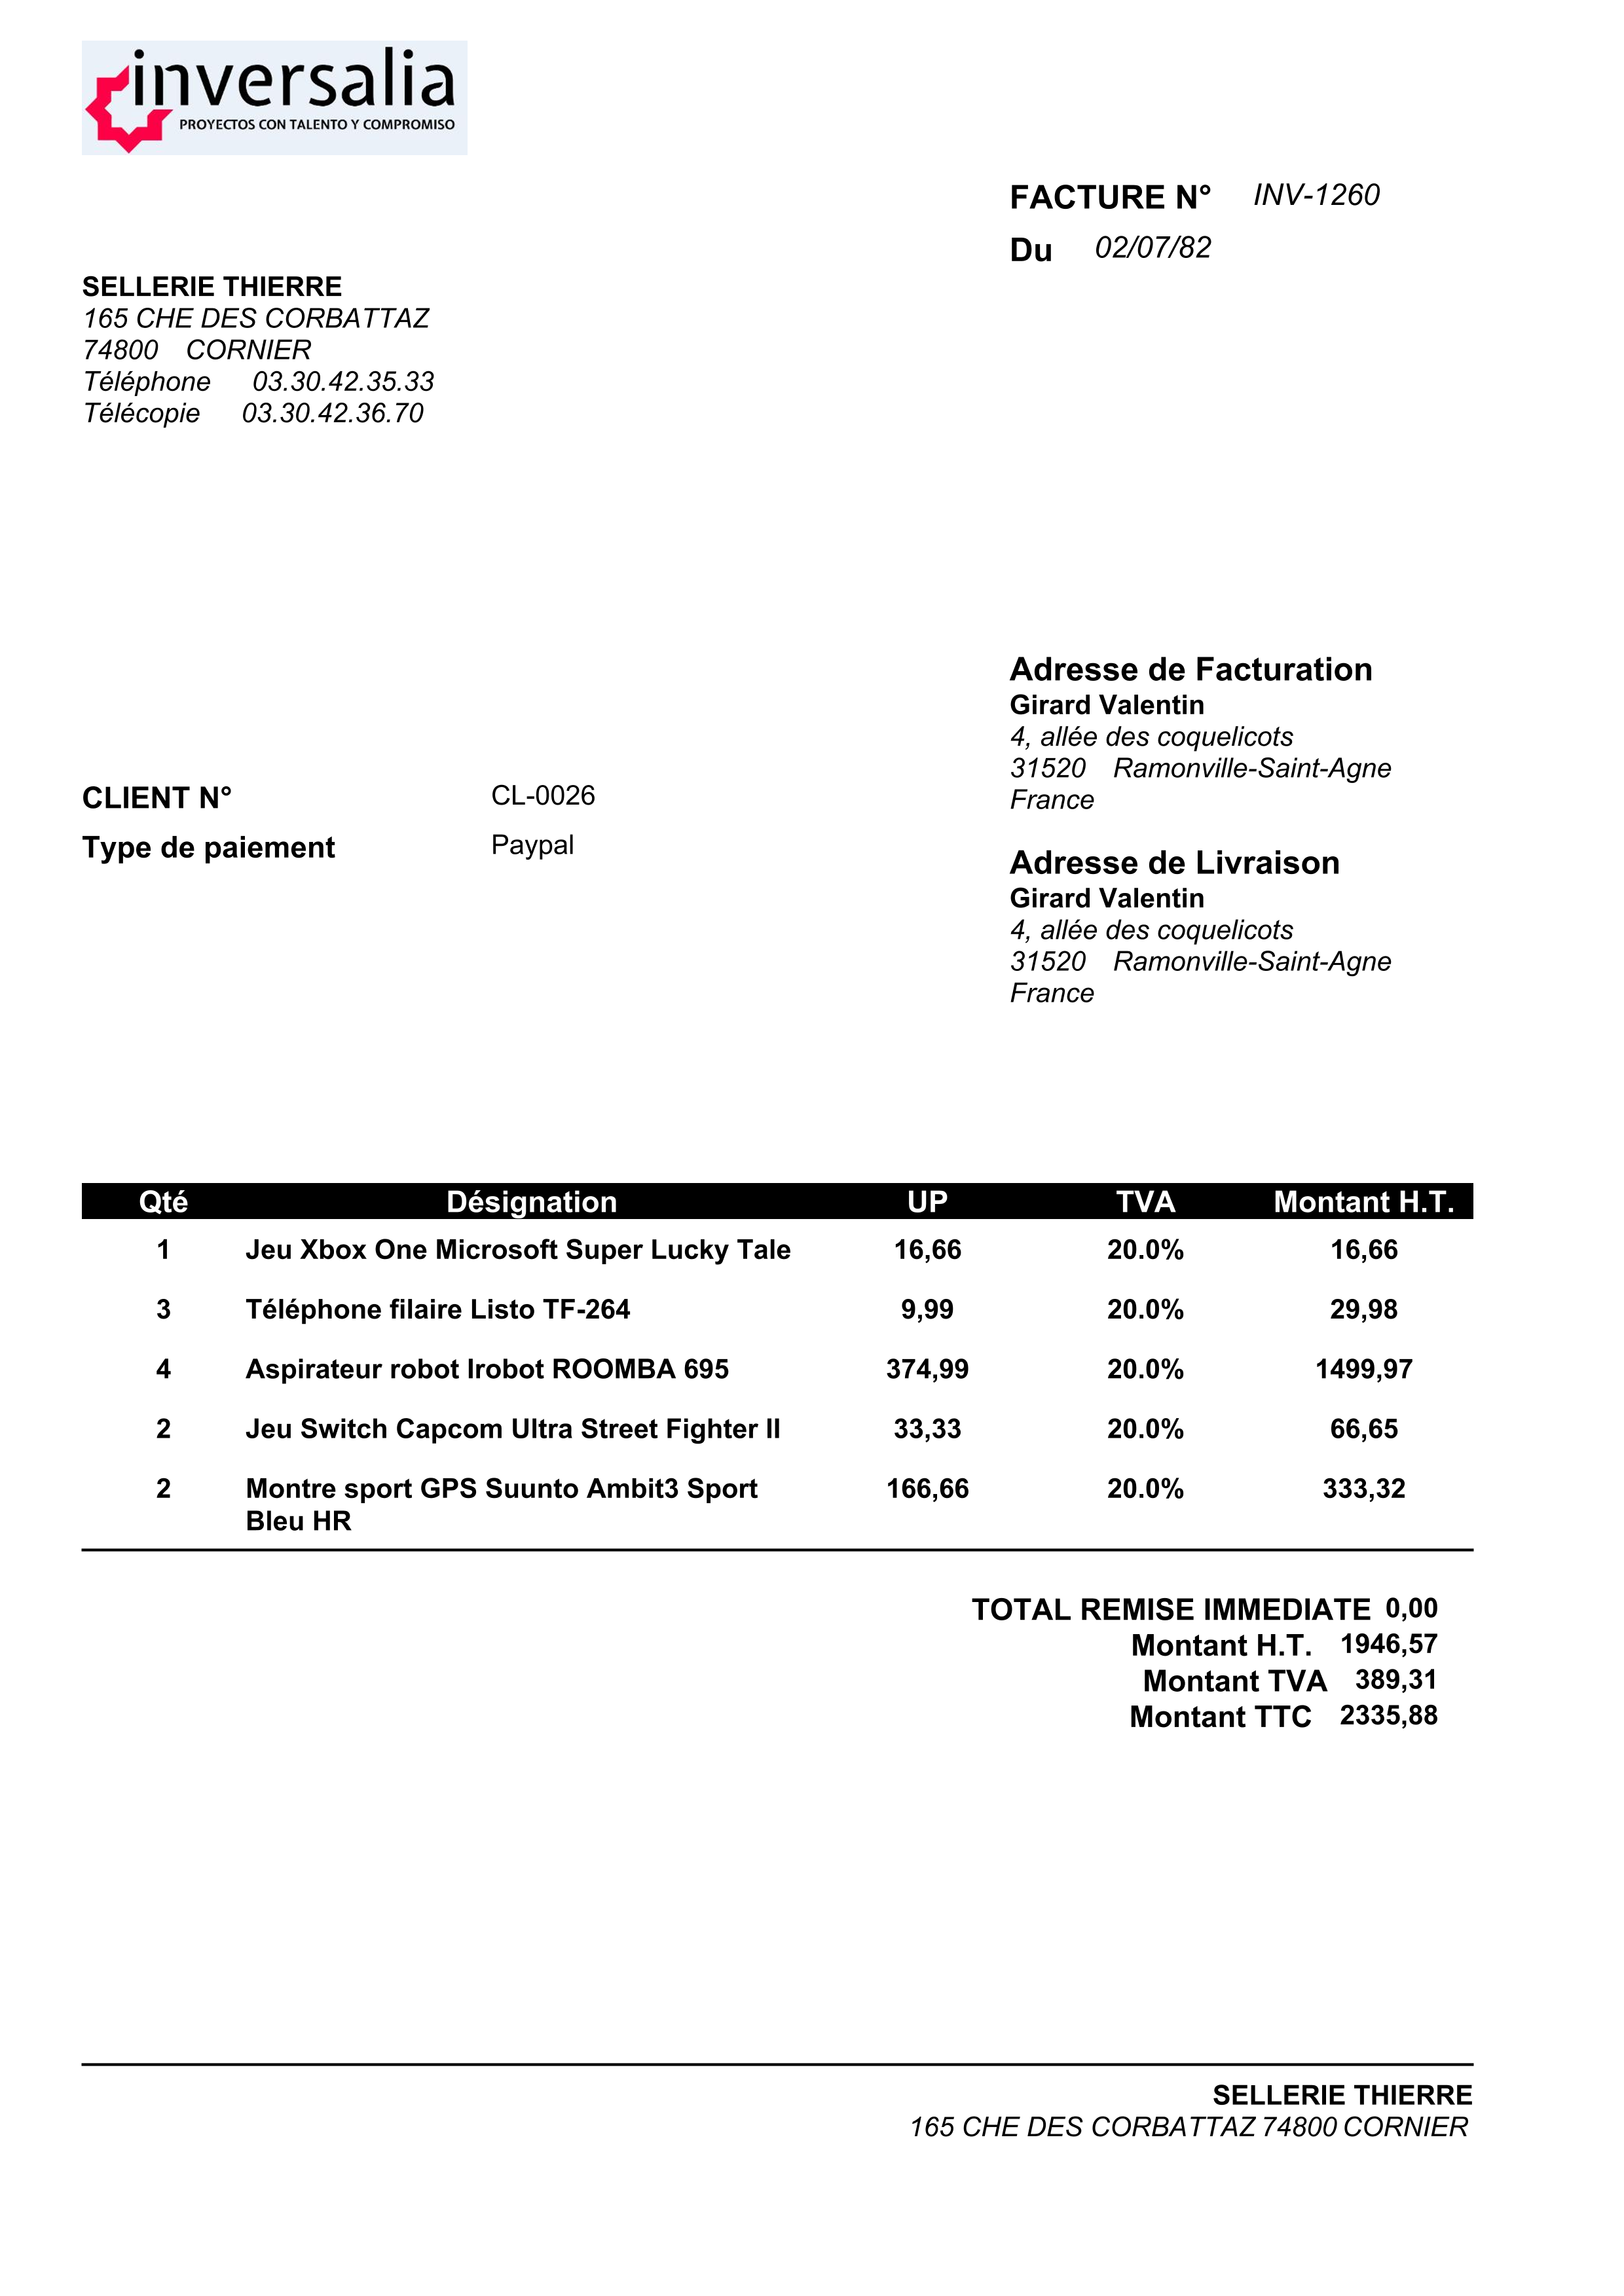 inversalia
PROYECTOS CON TALENTO Y COMPROMISO
FACTURE N° INV-1260
Du 02/07/82
SELLERIE THIERRE
165 CHE DES CORBATTAZ
74800 CORNIER
Téléphone 03.30.42.35.33
Télécopie 03.30.42.36.70
Adresse de Facturation
Girard Valentin
4, allée des coquelicots
31520 Ramonville-Saint-Agne
France
CLIENT N° CL-0026
Type de paiement Paypal
Adresse de Livraison
Girard Valentin
4, allée des coquelicots
31520 Ramonville-Saint-Agne
France
Qté Désignation UP TVA Montant H.T.
1 Jeu Xbox One Microsoft Super Lucky Tale 16,66 20.0% 16,66
3 Téléphone filaire Listo TF-264 9,99 20.0% 29,98
4 Aspirateur robot Irobot ROOMBA 695 374,99 20.0% 1499,97
2 Jeu Switch Capcom Ultra Street Fighter II 33,33 20.0% 66,65
2 Montre sport GPS Suunto Ambit3 Sport 166,66 20.0% 333,32
Bleu HR
TOTAL REMISE IMMEDIATE 0,00
Montant H.T. 1946,57
Montant TVA 389,31
Montant TTC 2335,88
SELLERIE THIERRE
165 CHE DES CORBATTAZ 74800 CORNIER